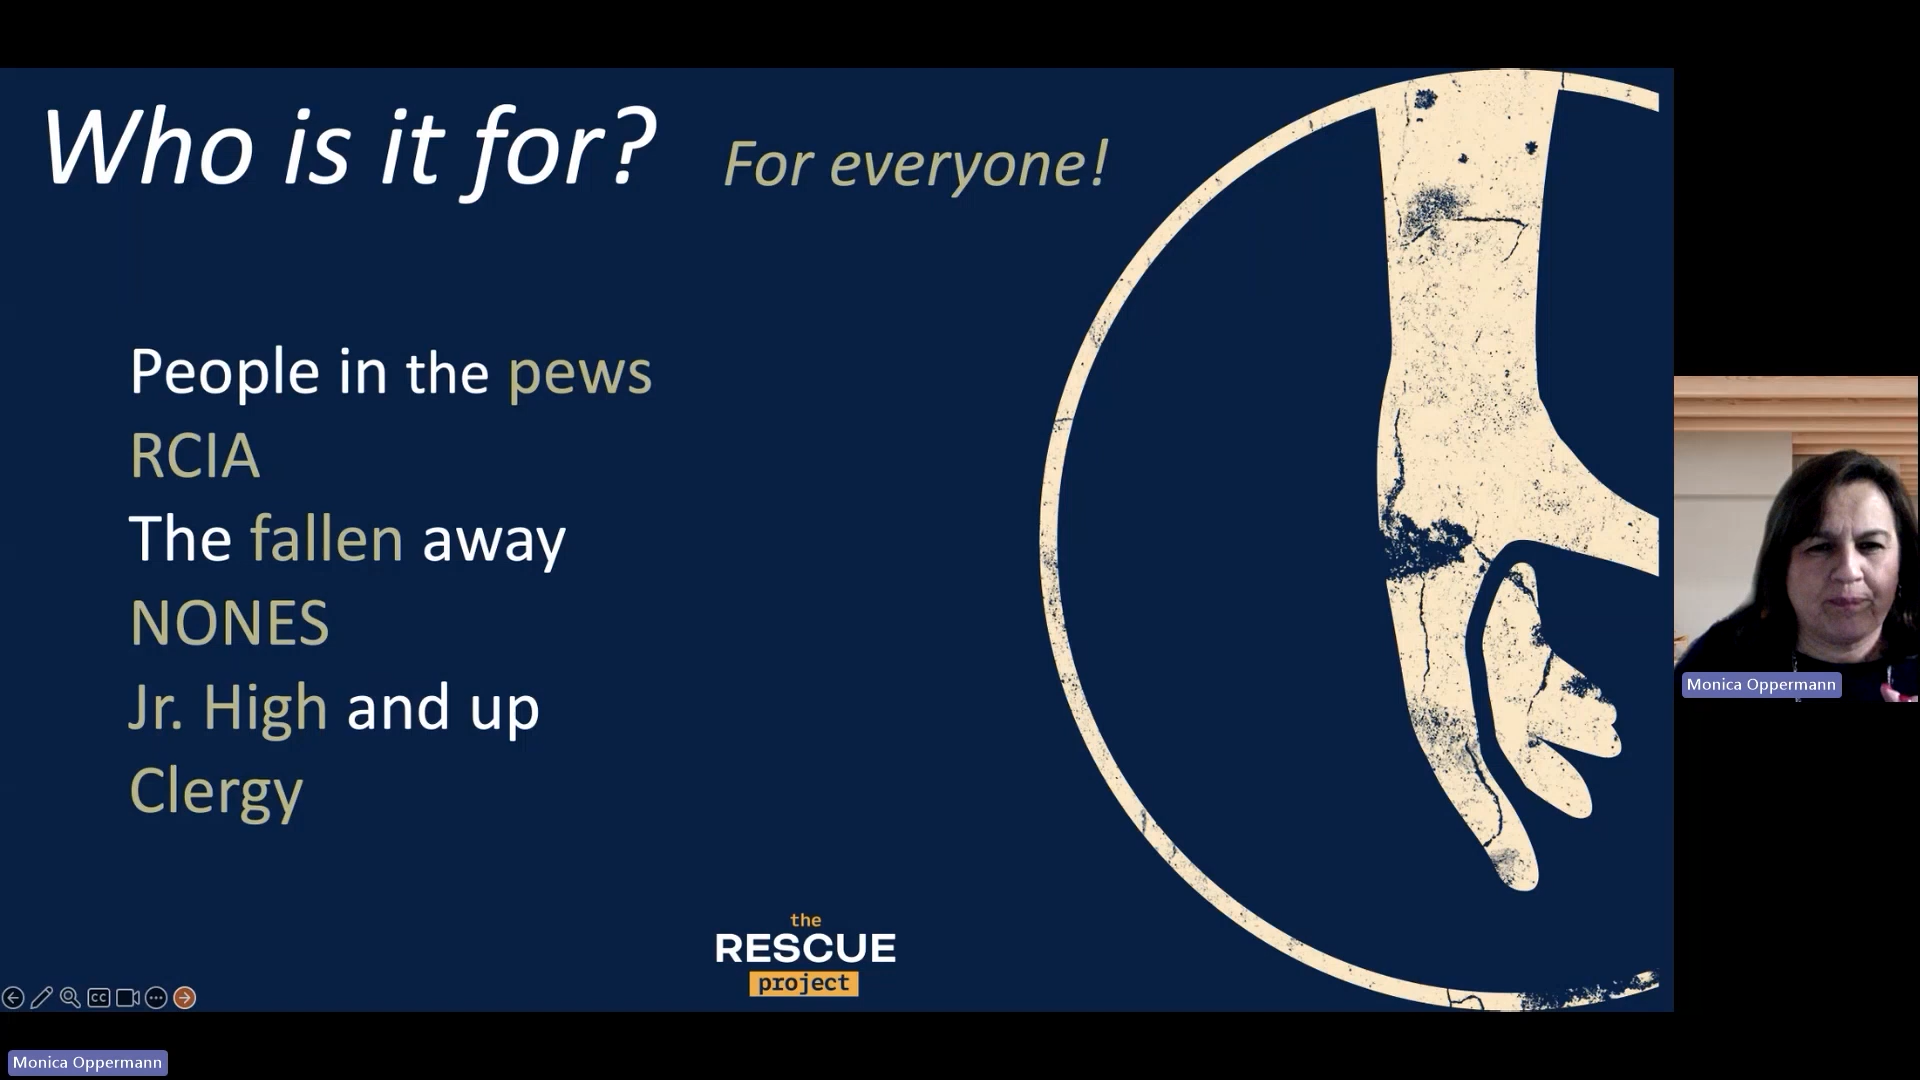 Who is it for? For everyone!
People in the pews
RCIA
The fallen away
NONES
Jr. High and up
Clergy
the
RESCUE
project
CC
Monica Oppermann
Monica Oppermann